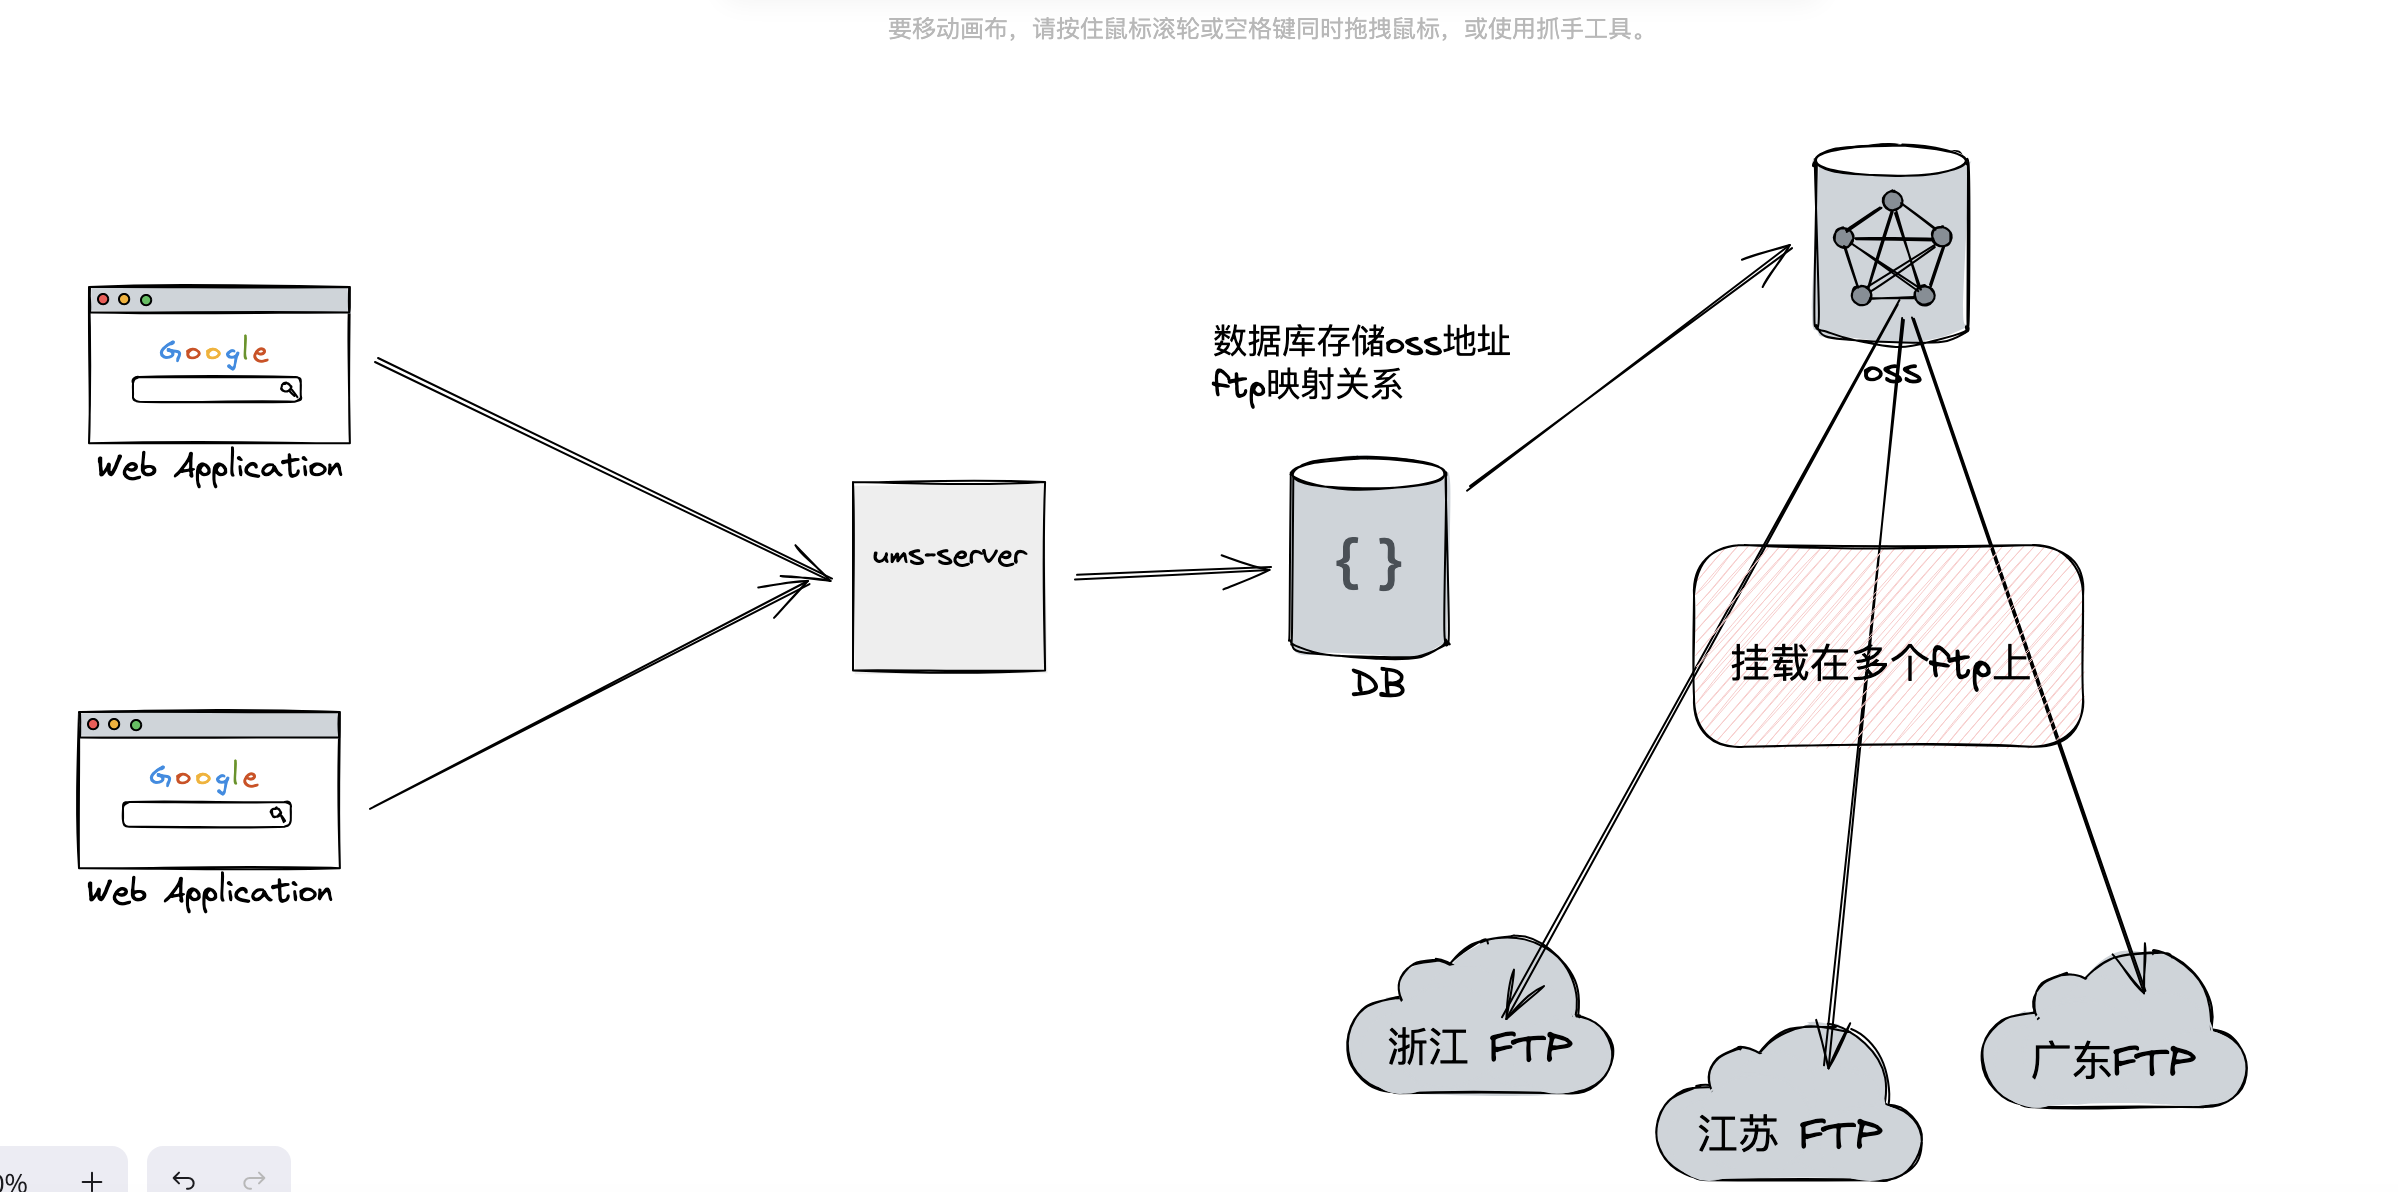 要移动画布，请按住鼠标滚轮或空格键同时拖拽鼠标，或使用抓手工具。
Google
Web Application
数据库存储oss地址
ftp映射关系
oss
ums-server
{ }
DB
挂载在多个ftp上
Google
Web Application
浙江 FTP
江苏 FTP
广东FTP